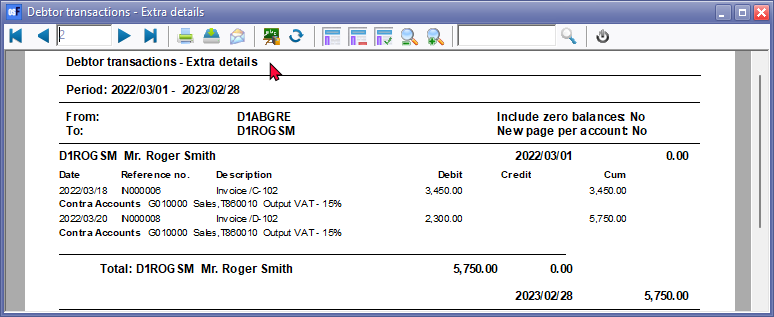 Debtor transactions - Extra details
2
Debtor transactions - Extra details
Period: 2022/03/01 - 2023/02/28
From: D1ABGRE Include zero balances: No
To: D1ROGSM New page per account: No
D1ROGSM Mr. Roger Smith 2022/03/01 0.00
Date Reference no. Description Debit Credit Cum
2022/03/18 IN000006 Invoice /C-102 3,450.00 3,450.00
Contra Accounts G010000 Sales,T860010 Output VAT - 15%
2022/03/20 IN000008 Invoice /D-102 2,300.00 5,750.00
Contra Accounts G010000 Sales,T860010 Output VAT - 15%
Total: D1ROGSM Mr. Roger Smith 5,750.00 0.00
2023/02/28 5,750.00